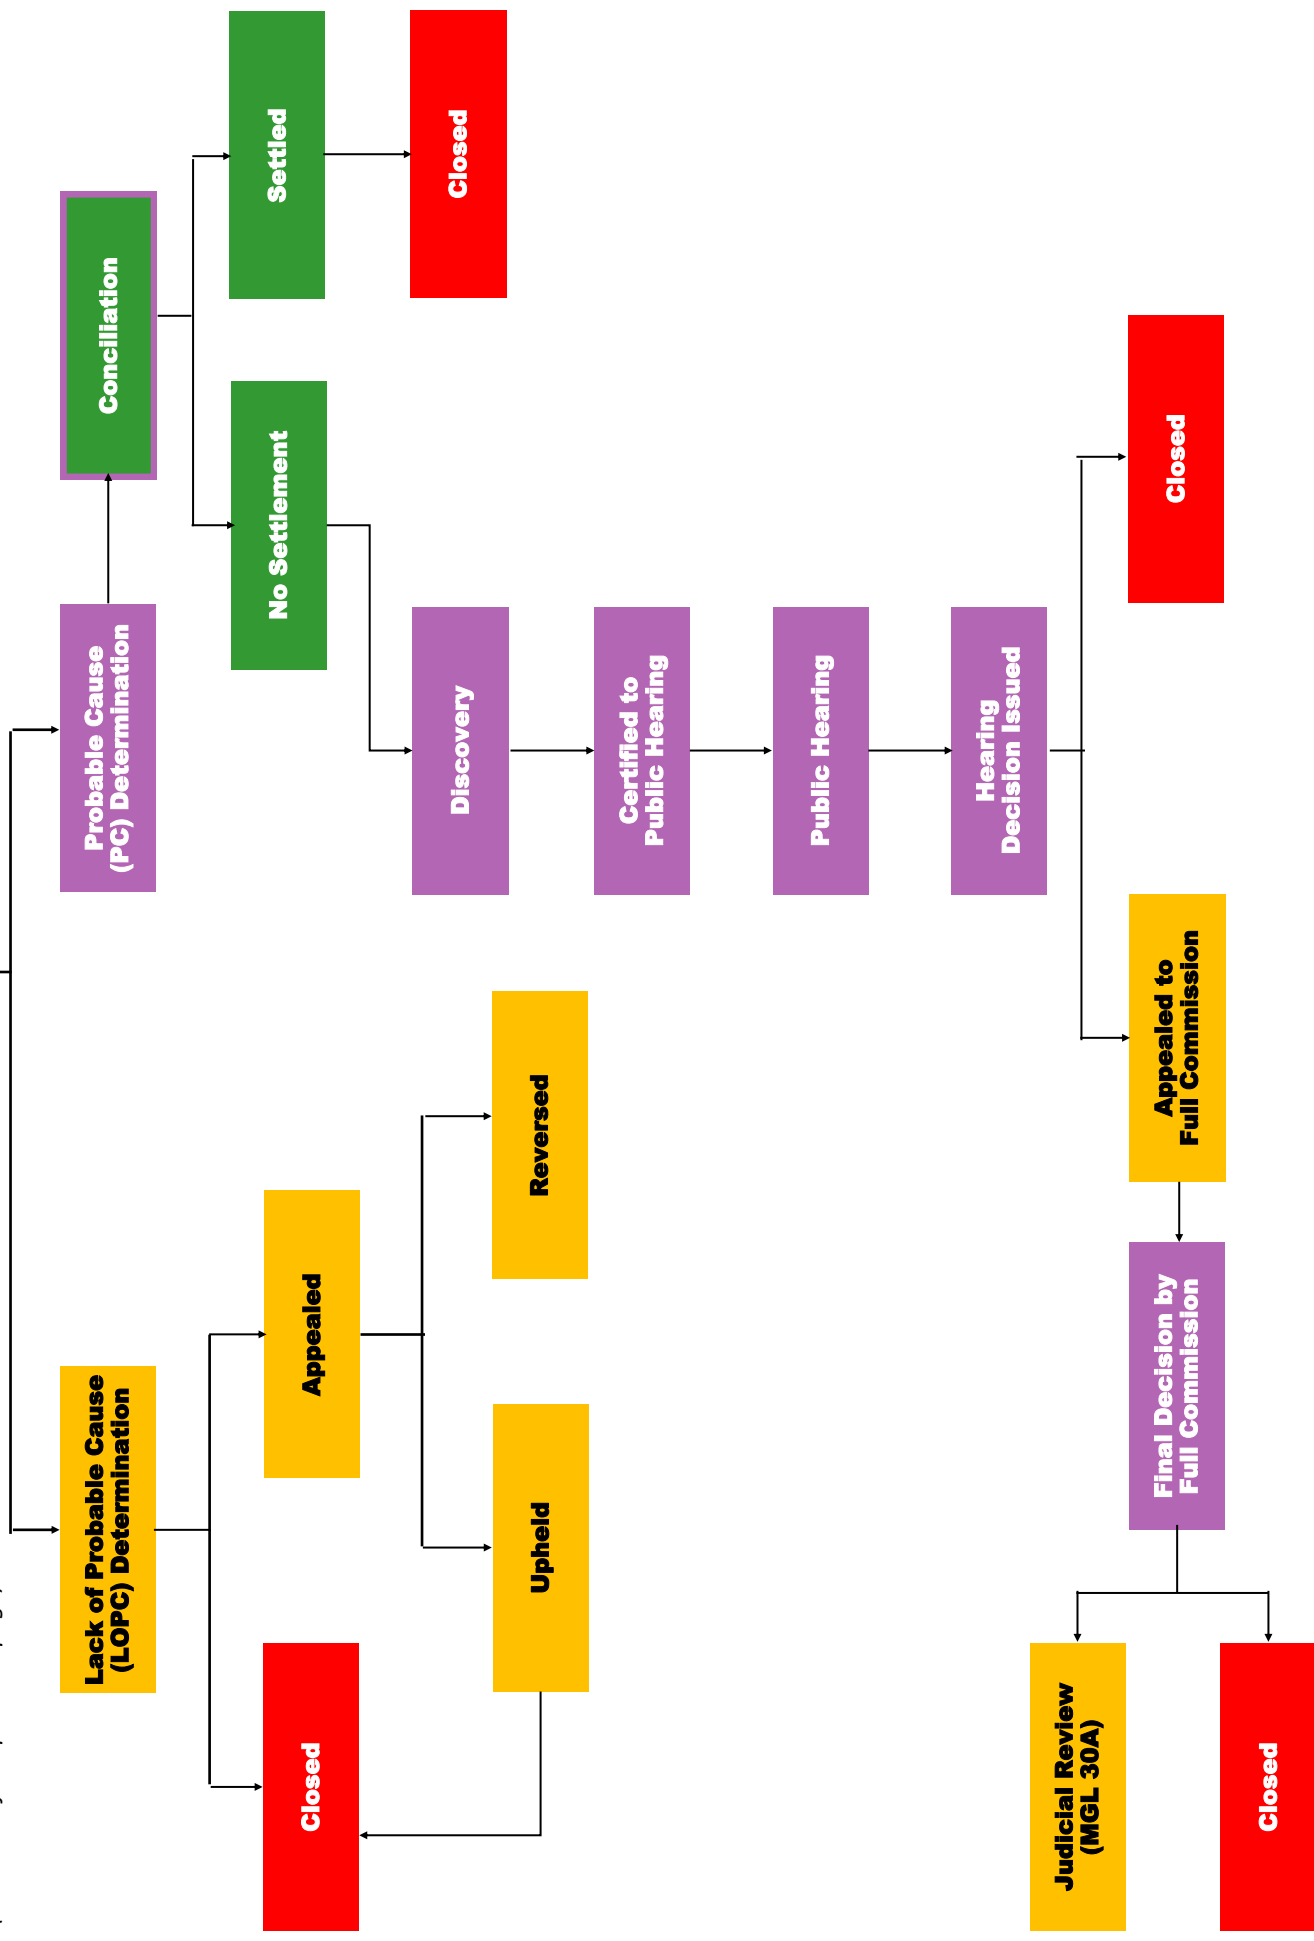 Lack of Probable Cause
(LOPC) Determination
Probable Cause
(PC) Determination
Conciliation
Closed
Appealed
No Settlement
Settled
Upheld
Reversed
Discovery
Closed
Certified to
Public Hearing
Public Hearing
Hearing
Decision Issued
Judicial Review
(MGL 30A)
Final Decision by
Full Commission
Appealed to
Full Commission
Closed
Closed